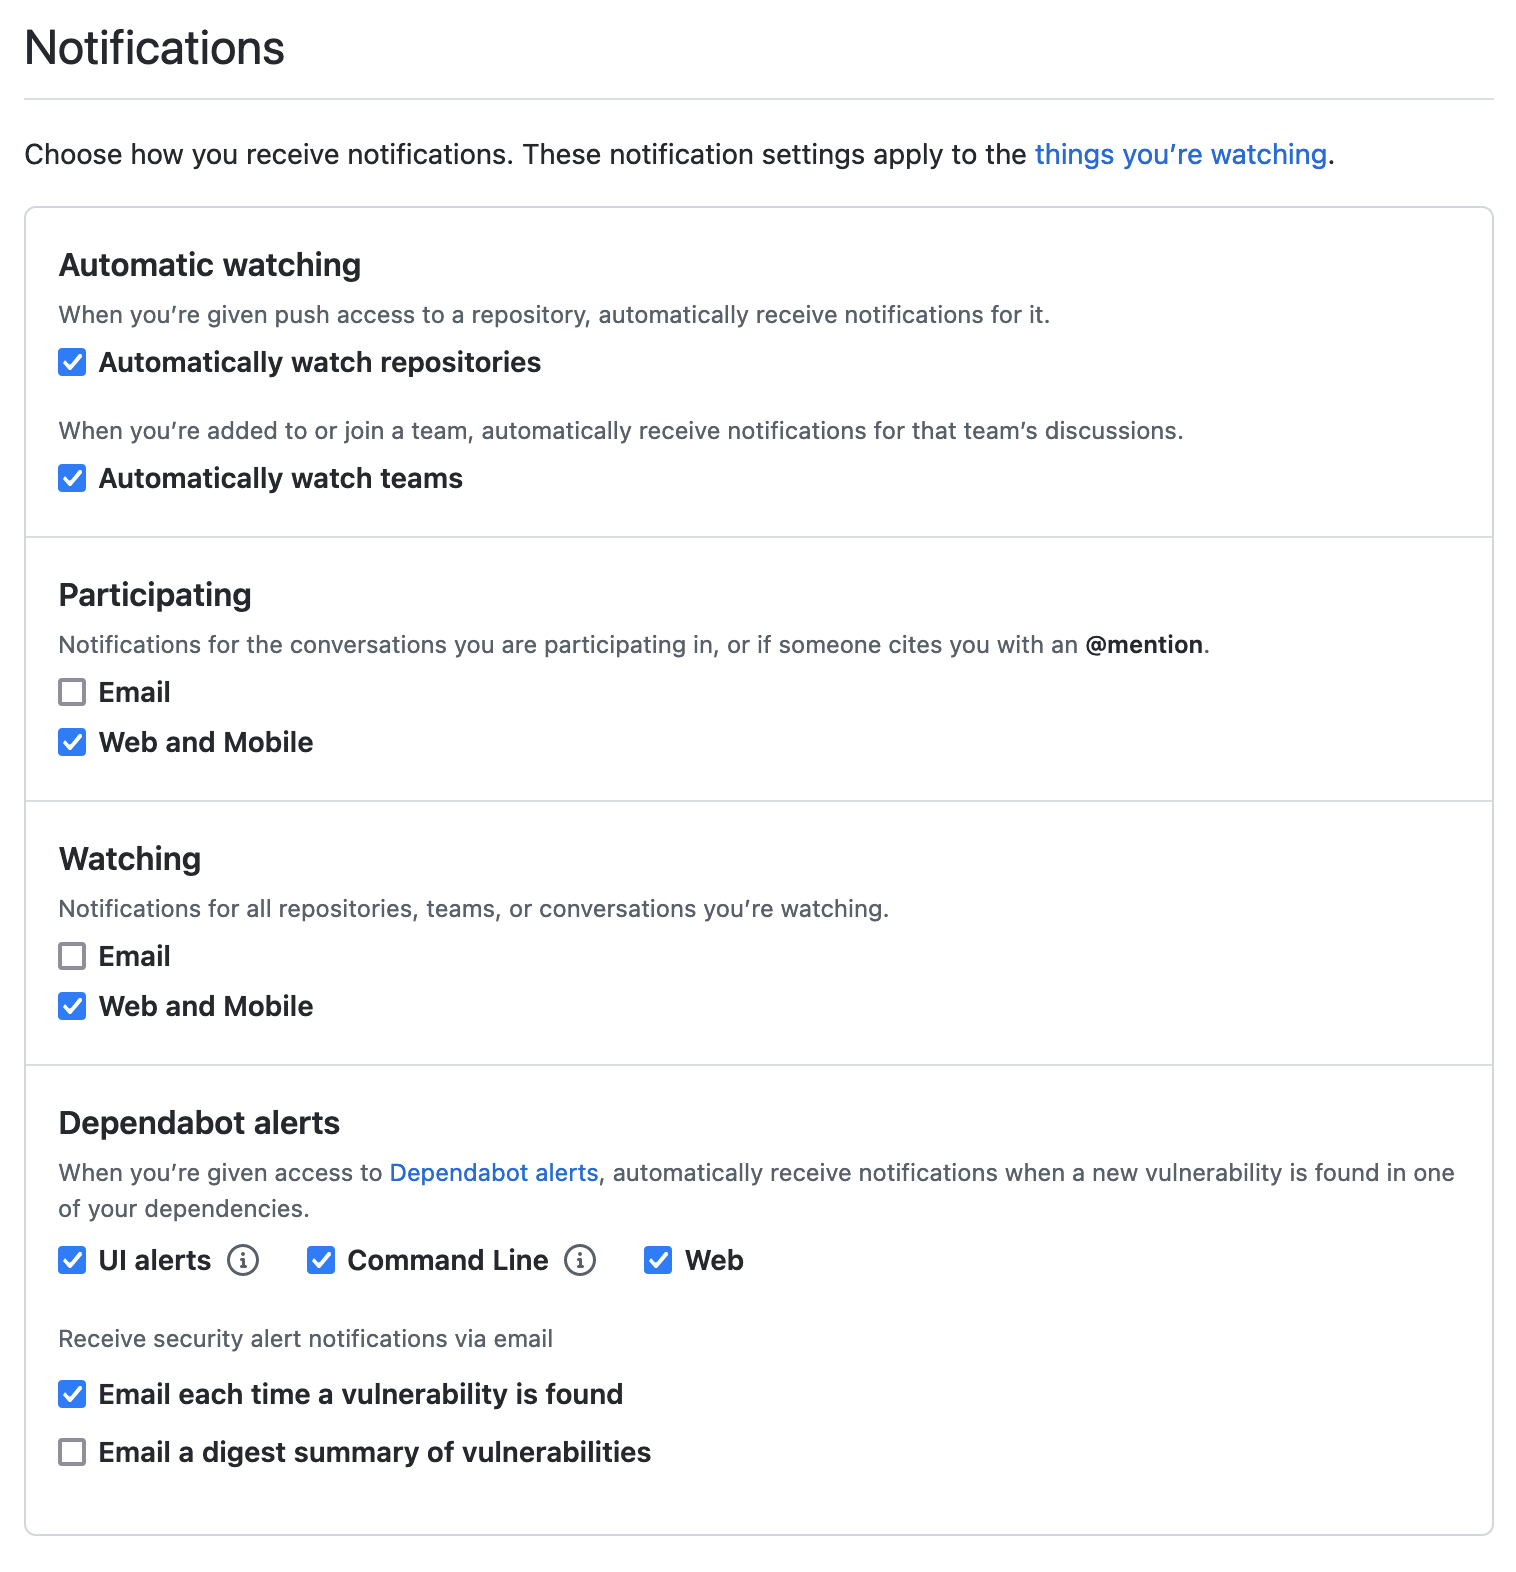 Notifications
Choose how you receive notifications. These notification settings apply to the things you’re watching.
Automatic watching
When you’re given push access to a repository, automatically receive notifications for it.
Automatically watch repositories
When you’re added to or join a team, automatically receive notifications for that team’s discussions.
Automatically watch teams
Participating
Notifications for the conversations you are participating in, or if someone cites you with an @mention.
Email
Web and Mobile
Watching
Notifications for all repositories, teams, or conversations you’re watching.
Email
Web and Mobile
Dependabot alerts
When you’re given access to Dependabot alerts, automatically receive notifications when a new vulnerability is found in one
of your dependencies.
UI alerts Command Line Web
Receive security alert notifications via email
Email each time a vulnerability is found
Email a digest summary of vulnerabilities